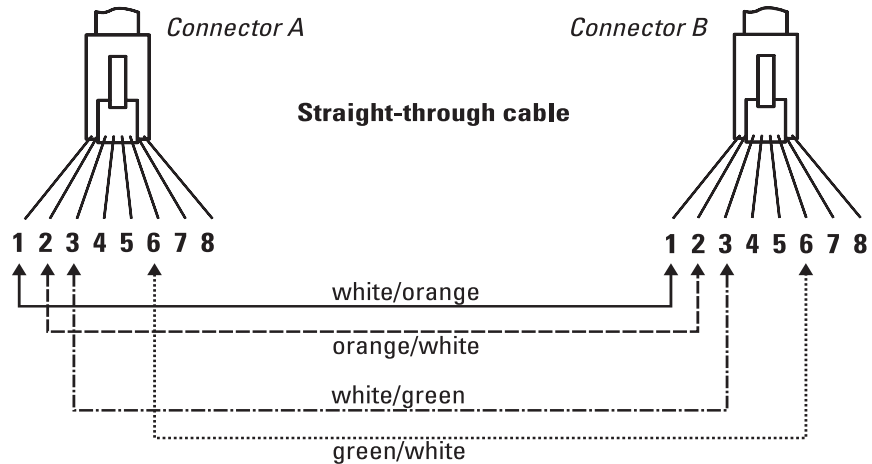 Connector A
Connector B
Straight-through cable
1 2 3 4 5 6 7 8
1 2 3 4 5 6 7 8
white/orange
orange/white
white/green
green/white